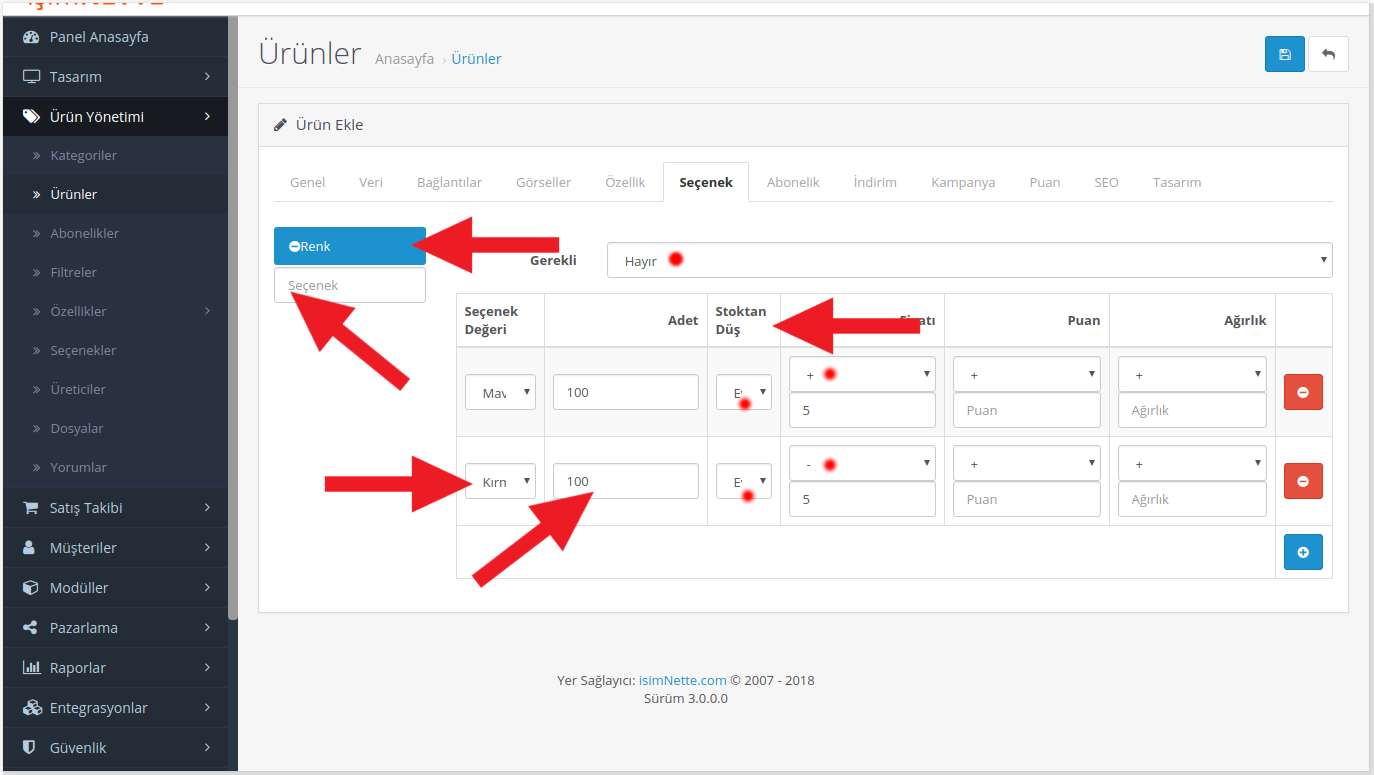 Panel Anasayfa
Tasarım
Ürün Yönetimi
Kategoriler
Ürünler
Abonelikler
Filtreler
Özellikler
Seçenekler
Üreticiler
Dosyalar
Yorumlar
Satış Takibi
Müşteriler
Modüller
Pazarlama
Raporlar
Entegrasyonlar
Güvenlik
Ürünler Anasayfa › Ürünler
Ürün Ekle
Genel Veri Bağlantılar Görseller Özellik Seçenek Abonelik İndirim Kampanya Puan SEO Tasarım
Renk
Seçenek
Gerekli Hayır
Seçenek Değeri Adet Stoktan Düş Puan Ağırlık
Mav 100 E + + +
5 Puan Ağırlık
Kırm 100 E - + +
5 Puan Ağırlık
Yer Sağlayıcı: isimNette.com © 2007 - 2018
Sürüm 3.0.0.0